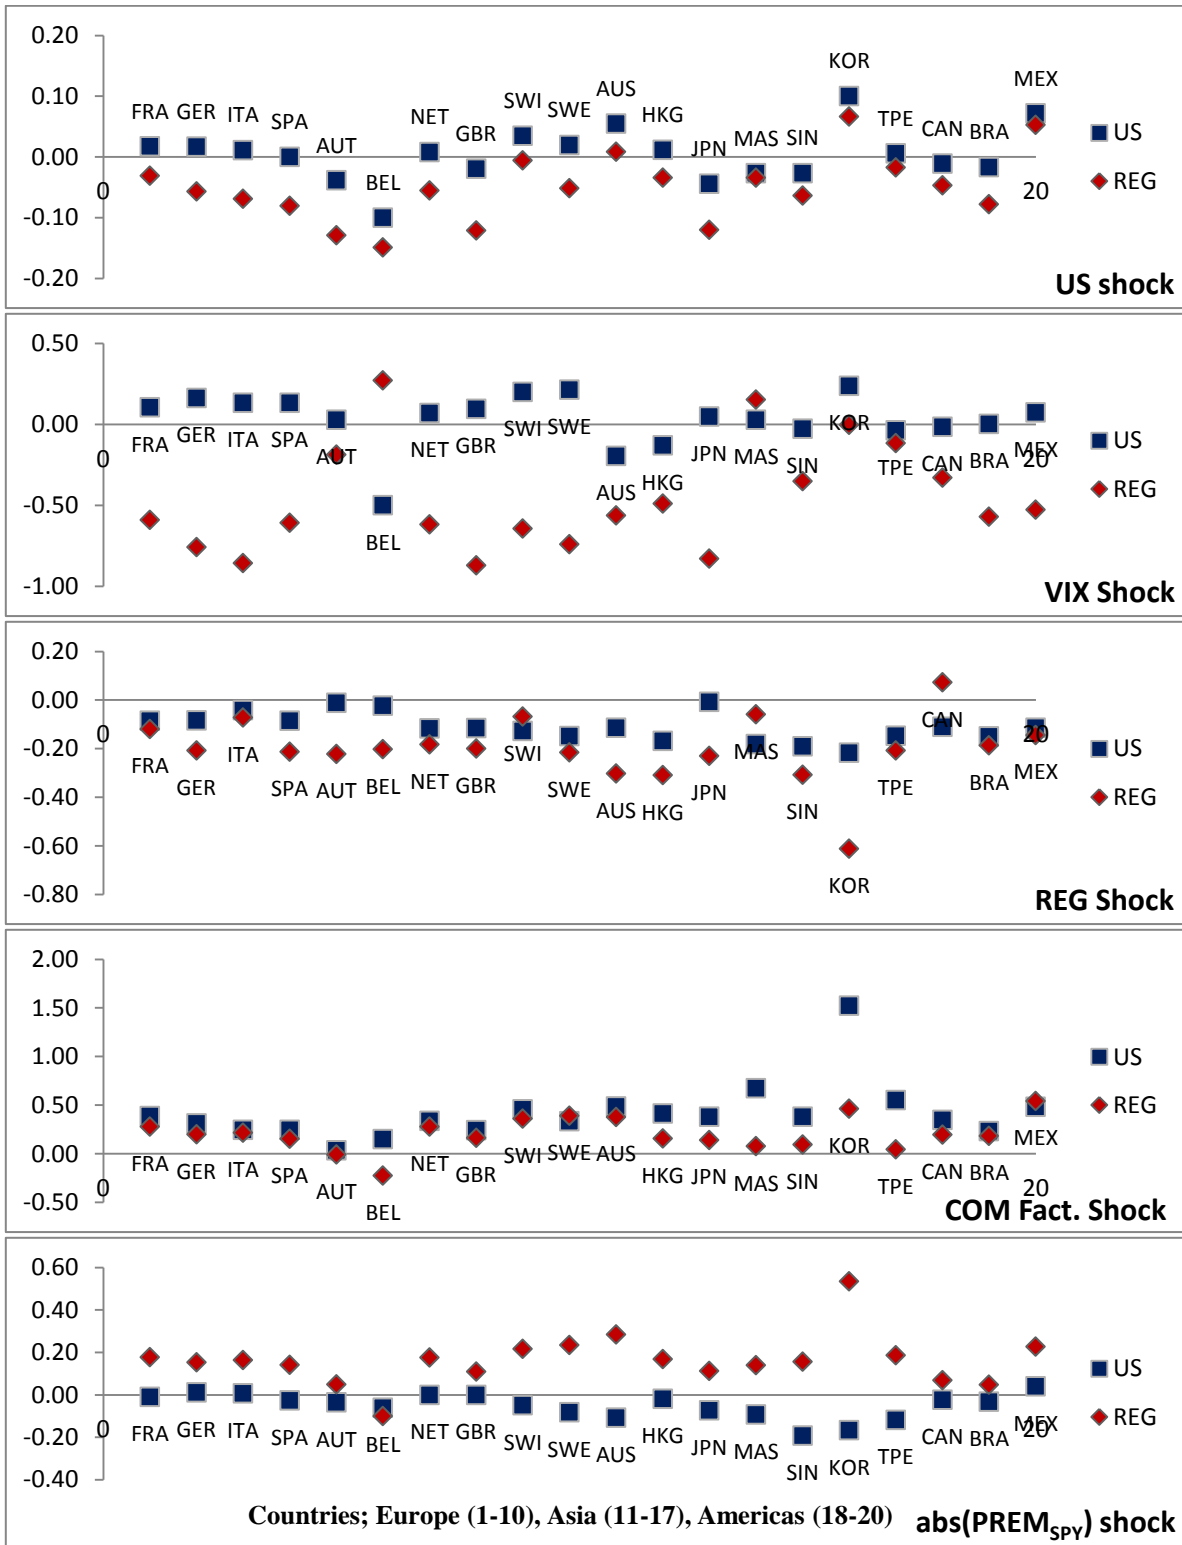 0.20
0.10
0.00
-0.10
-0.20
0
20
FRA GER ITA SPA AUT BEL NET GBR SWI SWE AUS HKG JPN MAS SIN KOR TPE CAN BRA MEX
US
REG
US shock
0.50
0.00
-0.50
-1.00
0
20
FRA GER ITA SPA AUT BEL NET GBR SWI SWE AUS HKG JPN MAS SIN KOR TPE CAN BRA MEX
US
REG
VIX Shock
0.20
0.00
-0.20
-0.40
-0.60
-0.80
0
20
FRA GER ITA SPA AUT BEL NET GBR SWI SWE AUS HKG JPN MAS SIN KOR TPE CAN BRA MEX
US
REG
REG Shock
2.00
1.50
1.00
0.50
0.00
-0.50
0
20
FRA GER ITA SPA AUT BEL NET GBR SWI SWE AUS HKG JPN MAS SIN KOR TPE CAN BRA MEX
US
REG
COM Fact. Shock
0.60
0.40
0.20
0.00
-0.20
-0.40
0
20
FRA GER ITA SPA AUT BEL NET GBR SWI SWE AUS HKG JPN MAS SIN KOR TPE CAN BRA MEX
US
REG
Countries; Europe (1-10), Asia (11-17), Americas (18-20)
abs(PREMSPY) shock